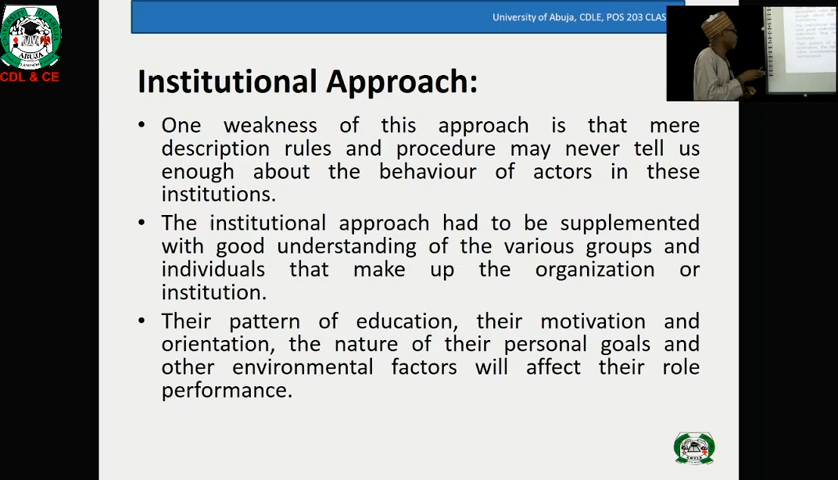 University of Abuja, CDLE, POS 203 CLAS
ABUJA
CDL & CE
Institutional Approach:
• One weakness of this approach is that mere
description rules and procedure may never tell us
enough about the behaviour of actors in these
institutions.
• The institutional approach had to be supplemented
with good understanding of the various groups and
individuals that make up the organization or
institution.
• Their pattern of education, their motivation and
orientation, the nature of their personal goals and
other environmental factors will affect their role
performance.